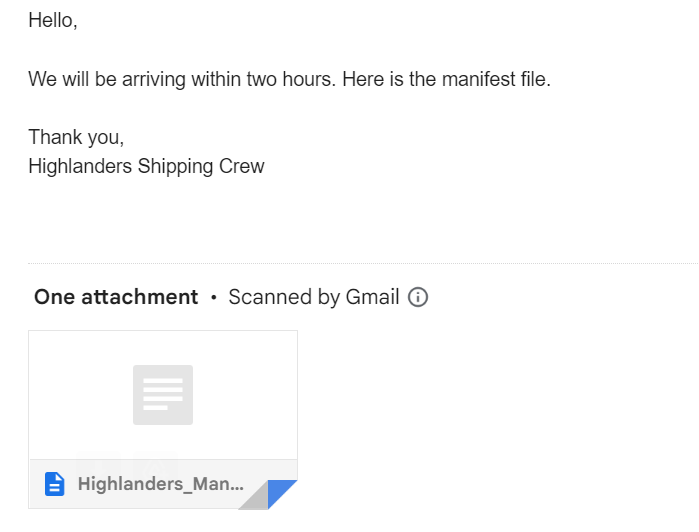 Hello,
We will be arriving within two hours. Here is the manifest file.
Thank you,
Highlanders Shipping Crew
One attachment • Scanned by Gmail
Highlanders_Man...